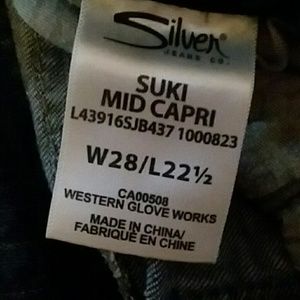 Silver
JEANS CO.
SUKI
MID CAPRI
L43916SJB437 1000823
W28/L22½
CA00508
WESTERN GLOVE WORKS
MADE IN CHINA/
FABRIQUÉ EN CHINE